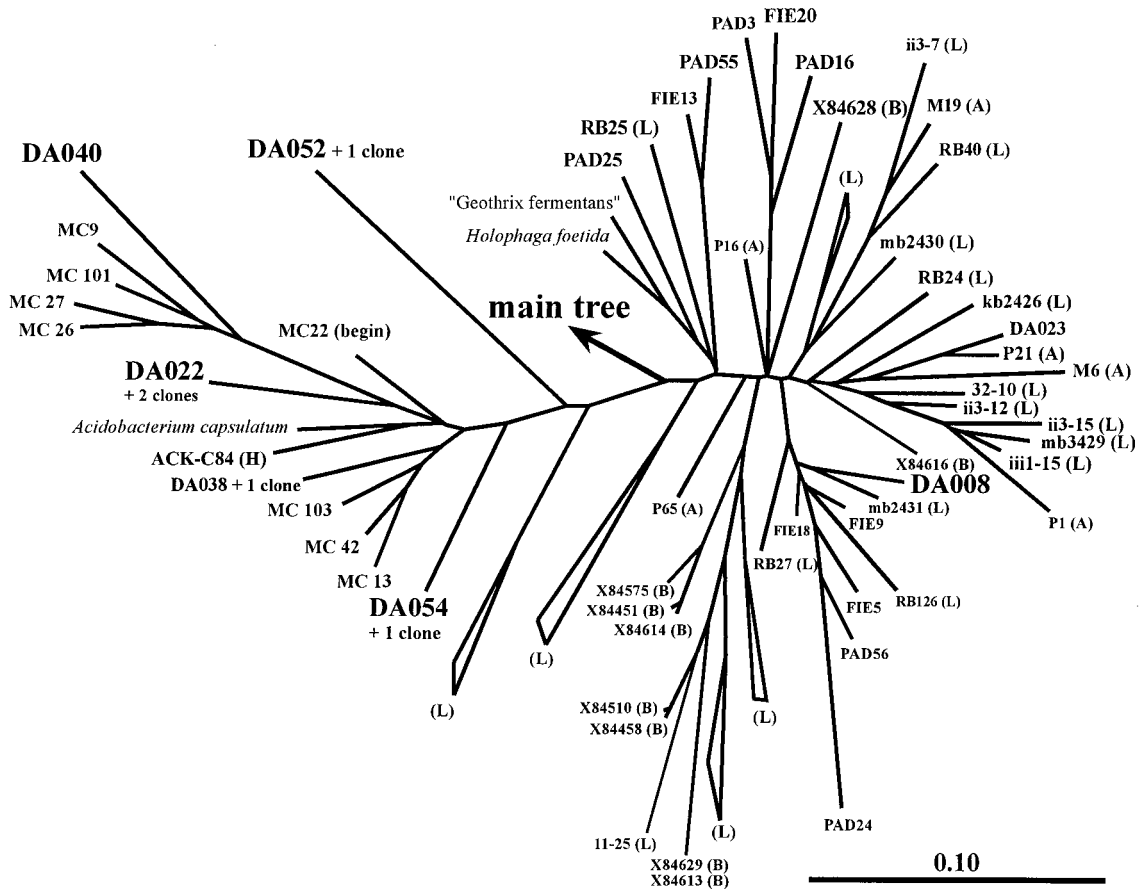 PAD3
FIE20
ii3-7 (L)
PAD55
PAD16
FIE13
X84628 (B)
M19 (A)
RB25 (L)
DA040
DA052 + 1 clone
PAD25
RB40 (L)
(L)
"Geothrix fermentans"
Holophaga foetida
P16 (A)
mb2430 (L)
MC9
MC 101
RB24 (L)
MC 27
main tree
kb2426 (L)
MC 26
MC22 (begin)
DA023
P21 (A)
DA022
+ 2 clones
M6 (A)
32-10 (L)
ii3-12 (L)
Acidobacterium capsulatum
ii3-15 (L)
mb3429 (L)
ACK-C84 (H)
X84616 (B)
iii1-15 (L)
DA038 + 1 clone
DA008
MC 103
P65 (A)
mb2431 (L)
P1 (A)
FIE18
FIE9
MC 42
RB27 (L)
MC 13
X84575 (B)
X84451 (B)
X84614 (B)
FIE5
RB126 (L)
DA054
+ 1 clone
PAD56
(L)
(L)
X84510 (B)
X84458 (B)
(L)
PAD24
(L)
11-25 (L)
X84629 (B)
X84613 (B)
0.10